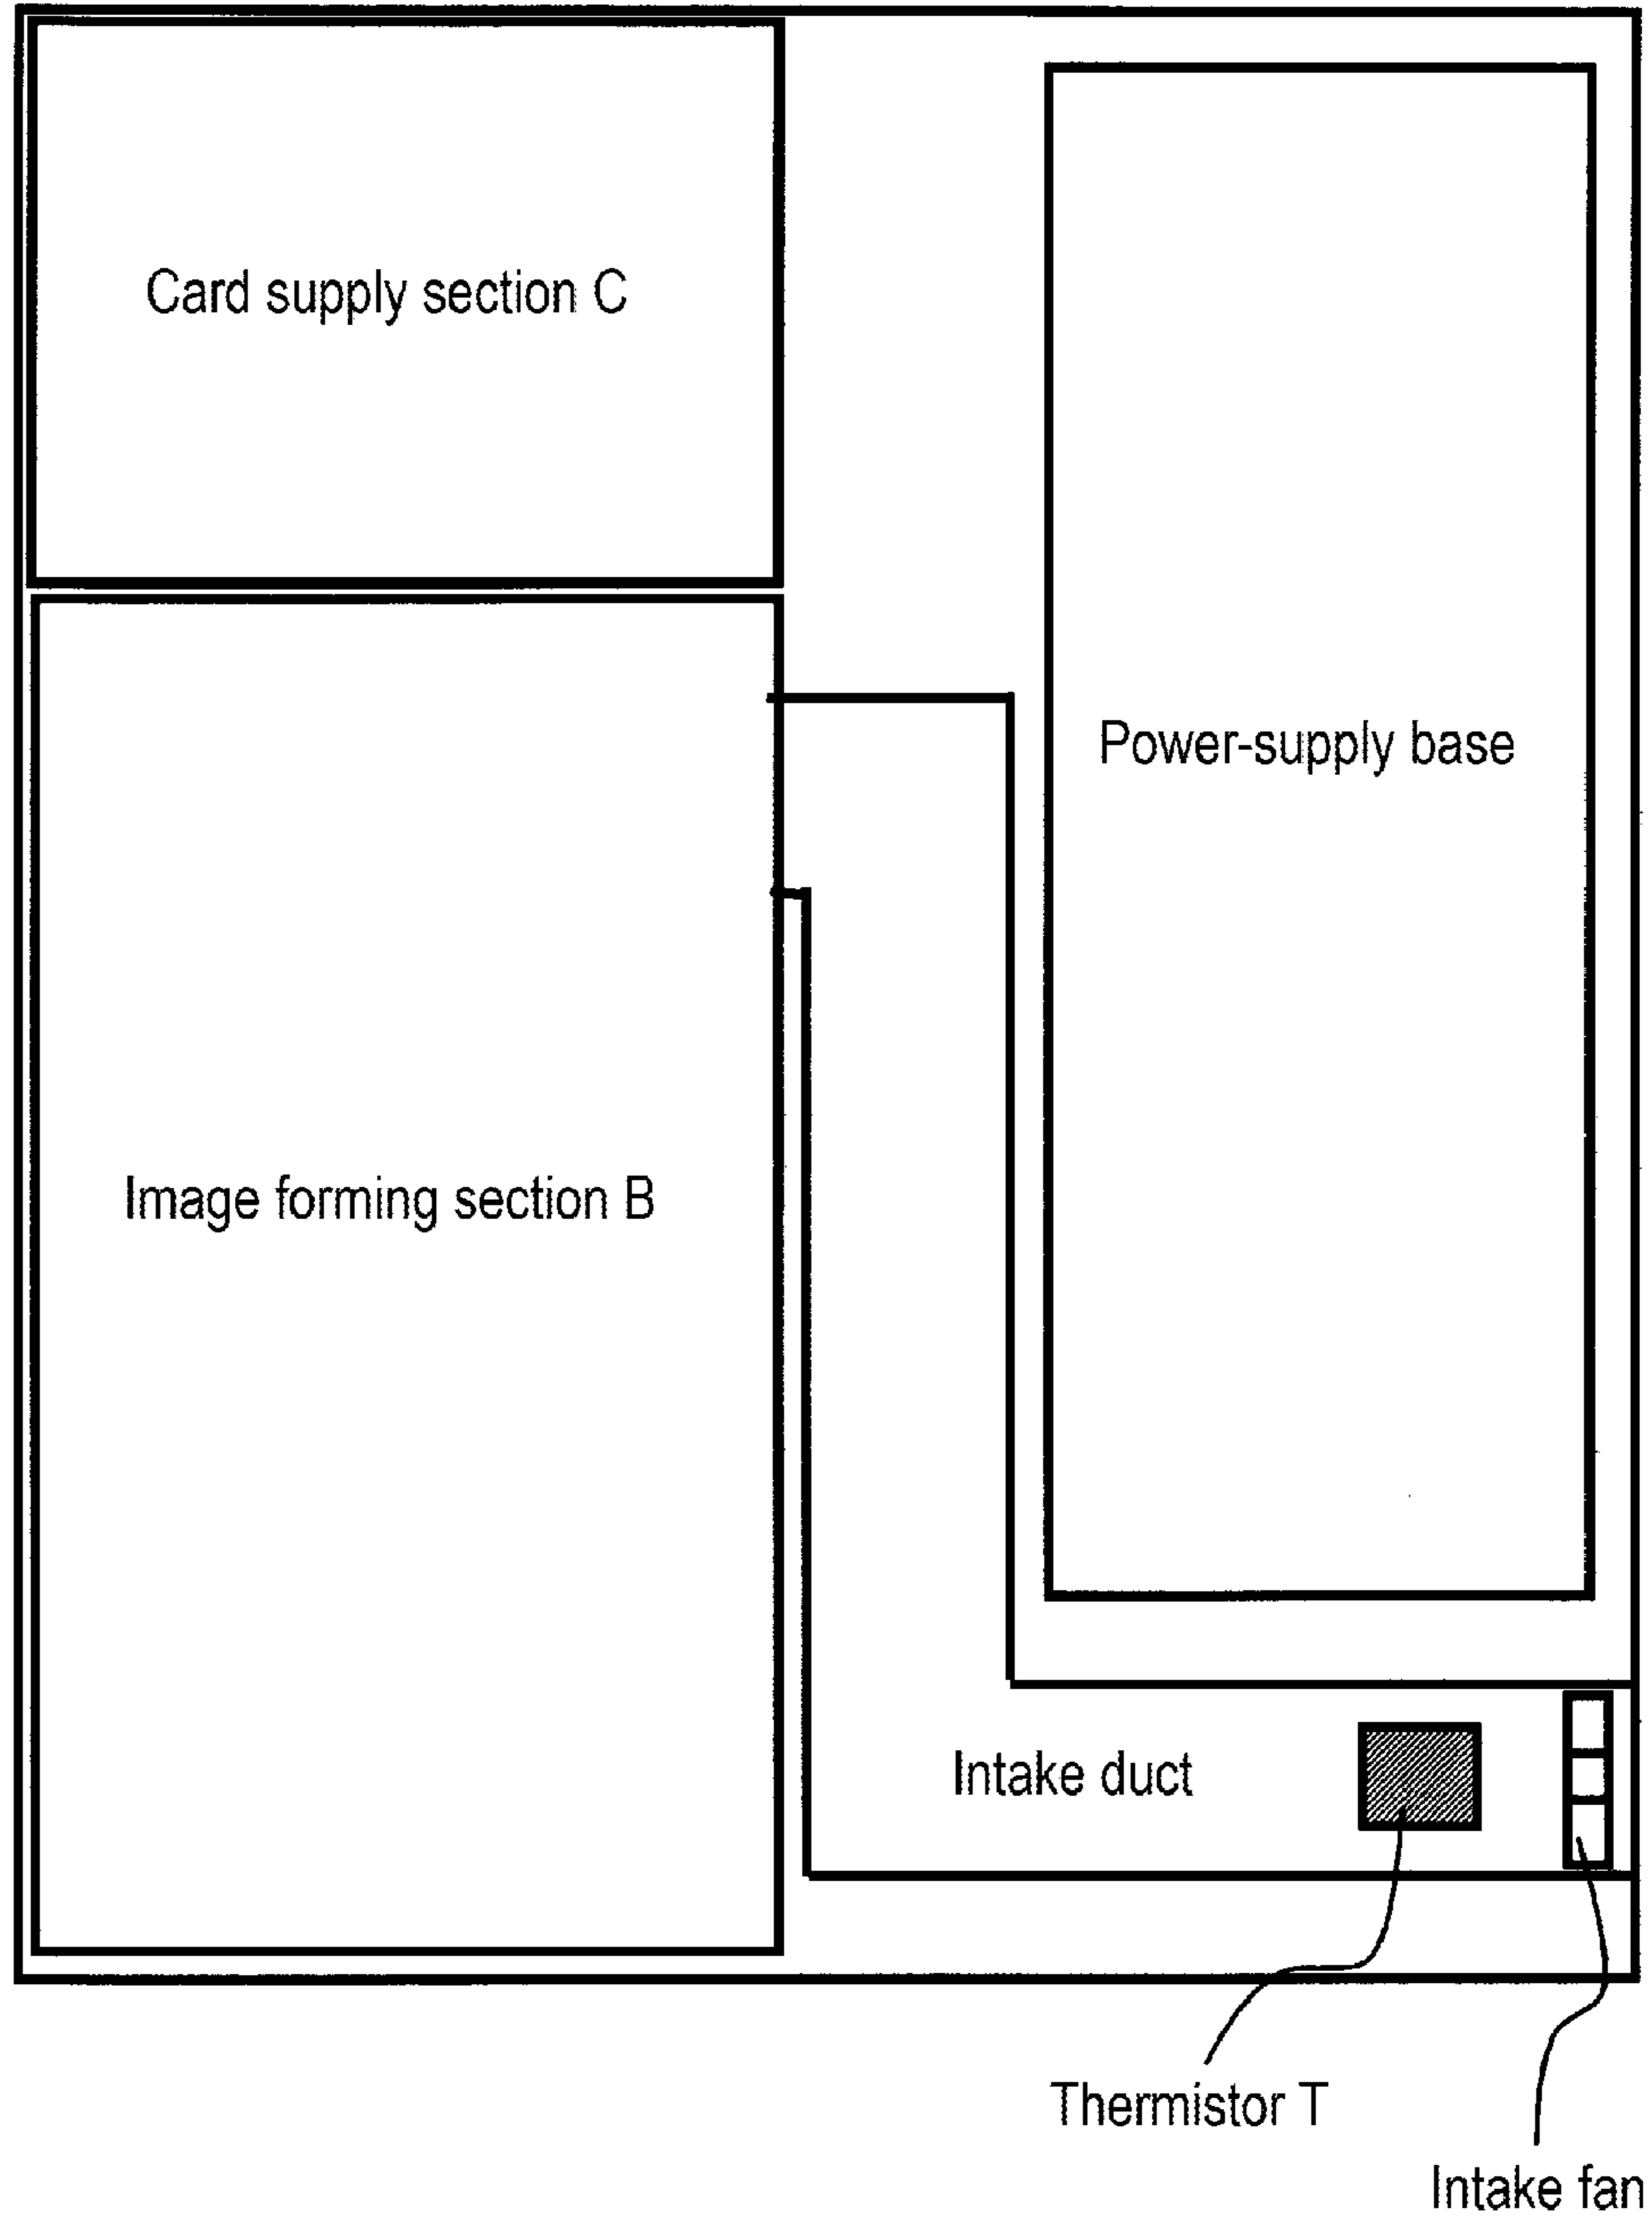 Card supply section C
Power-supply base
Image forming section B
Intake duct
Thermistor T
Intake fan